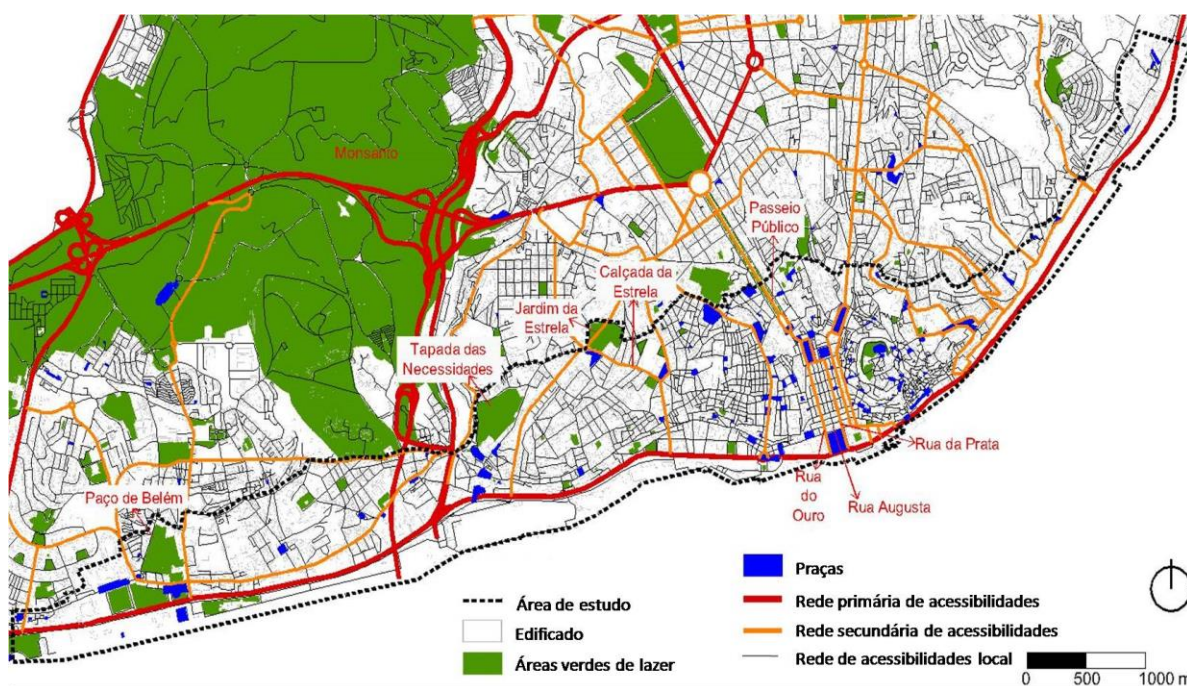 Monsanto
Passeio
Público
Calçada da
Estrela
Jardim da
Estrela
Tapada das
Necessidades
Rua da Prata
Paço de Belém
Rua
do
Ouro
Rua Augusta
Praças
Área de estudo
Rede primária de acessibilidades
Edificado
Rede secundária de acessibilidades
Áreas verdes de lazer
Rede de acessibilidades local
0 500 1000 m